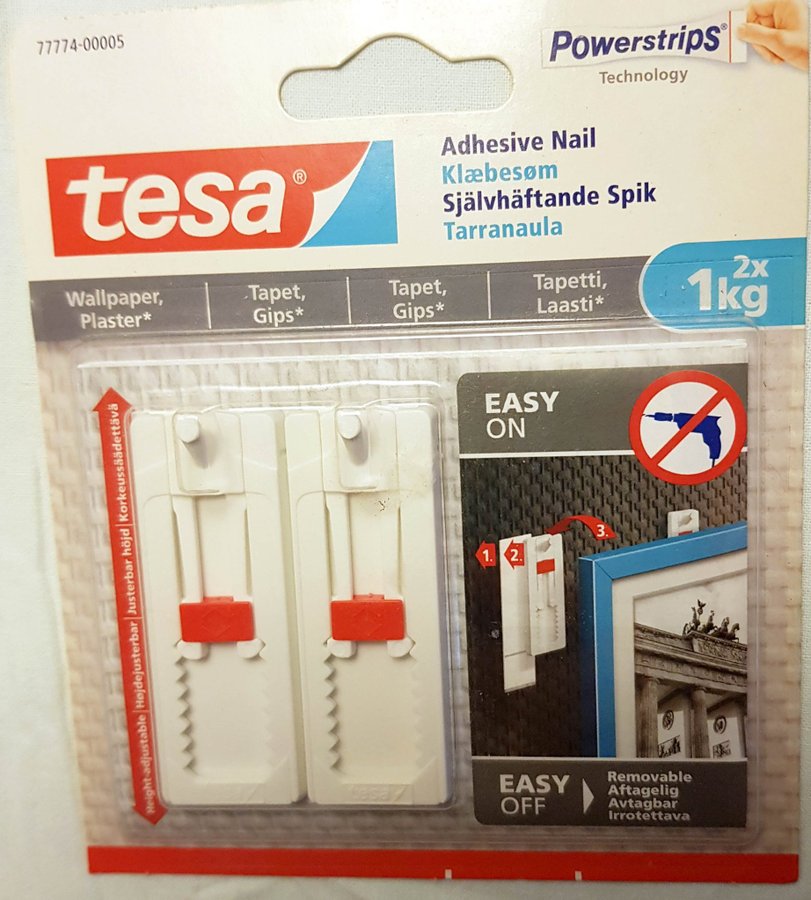 77774-00005
Powerstrips®
Technology
tesa®
Adhesive Nail
Klæbesøm
Självhäftande Spik
Tarranaula
Wallpaper,
Plaster*
Tapet,
Gips*
Tapet,
Gips*
Tapetti,
Laasti*
2x
1kg
Height-adjustable | Højdejusterbar | Justerbar höjd | Korkeussäädettävä
EASY
ON
1.
2.
3.
tesa
EASY
OFF
Removable
Aftagelig
Avtagbar
Irrotettava